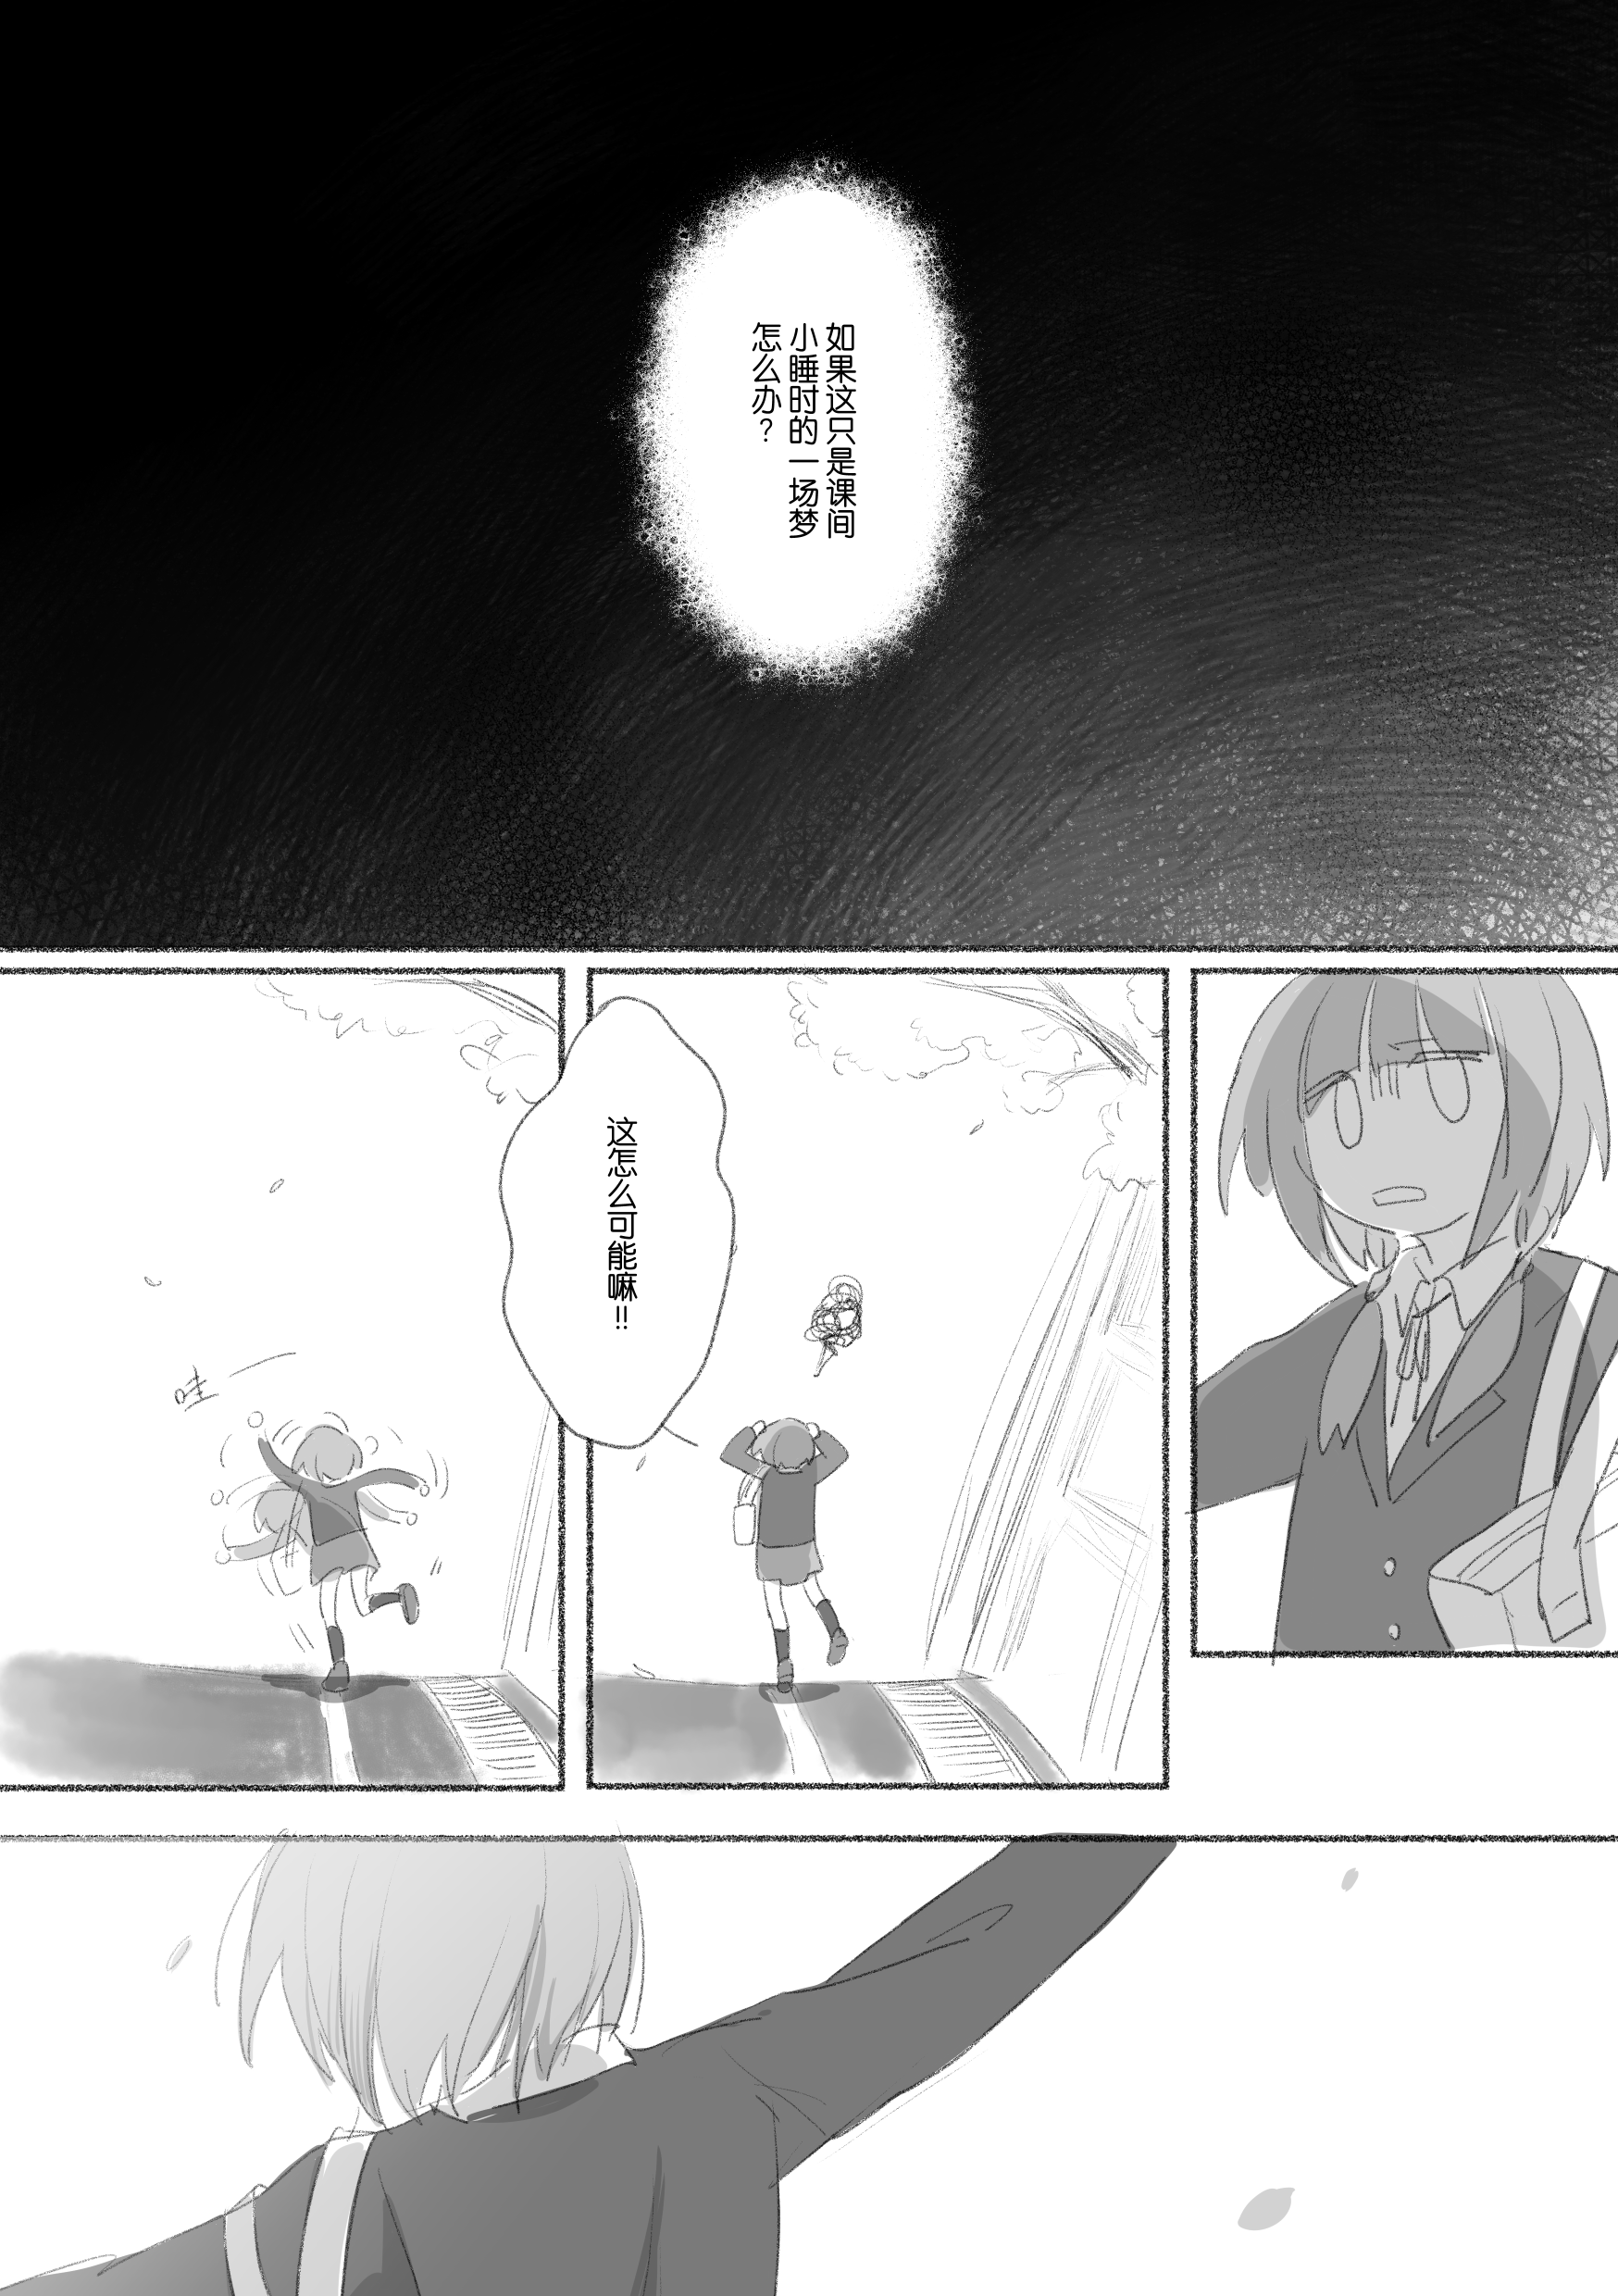 如果这只是课间
小睡时的一场梦
怎么办？
这怎么可能嘛!!
哇